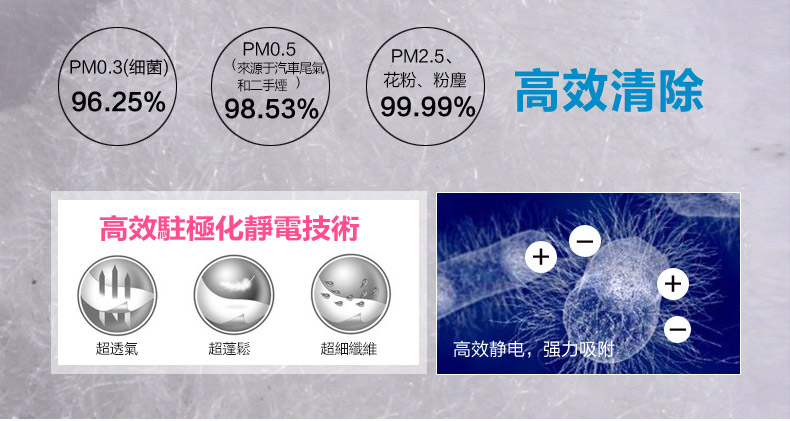 PM0.3(细菌)
96.25%
PM0.5
（來源于汽車尾氣
和二手煙 ）
98.53%
PM2.5、
花粉、粉塵
99.99%
高效清除
高效駐極化靜電技術
超透氣
超蓬鬆
超細纖維
+
−
+
−
高效静电，强力吸附